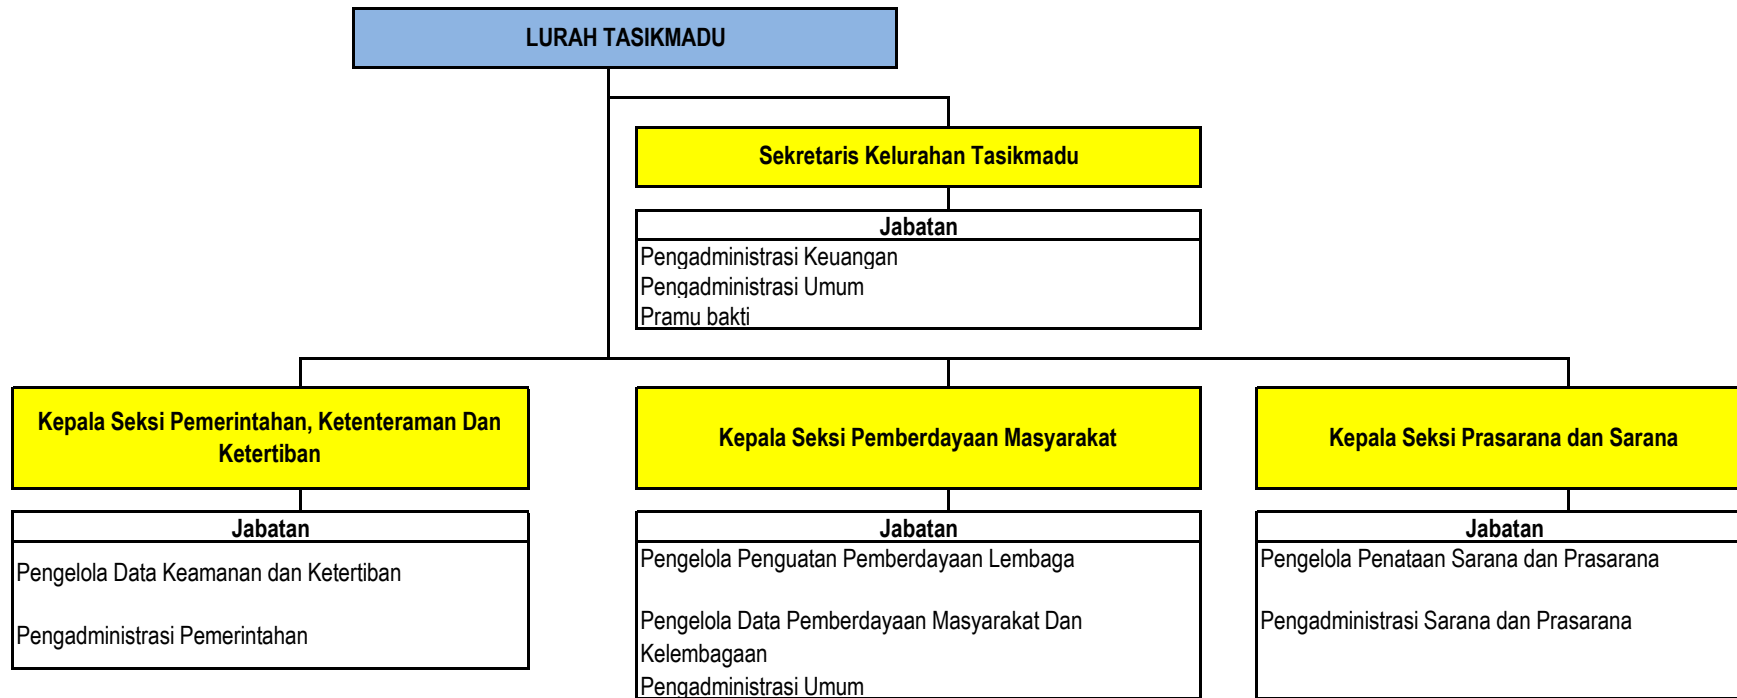 LURAH TASIKMADU
Sekretaris Kelurahan Tasikmadu
Jabatan
Pengadministrasi Keuangan
Pengadministrasi Umum
Pramu bakti
Kepala Seksi Pemerintahan, Ketenteraman Dan
Ketertiban
Jabatan
Pengelola Data Keamanan dan Ketertiban
Pengadministrasi Pemerintahan
Kepala Seksi Pemberdayaan Masyarakat
Jabatan
Pengelola Penguatan Pemberdayaan Lembaga
Pengelola Data Pemberdayaan Masyarakat Dan
Kelembagaan
Pengadministrasi Umum
Kepala Seksi Prasarana dan Sarana
Jabatan
Pengelola Penataan Sarana dan Prasarana
Pengadministrasi Sarana dan Prasarana